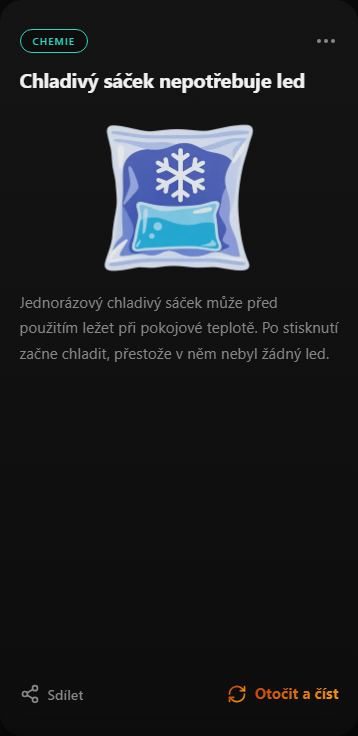 CHEMIE
Chladivý sáček nepotřebuje led
Jednorázový chladivý sáček může před
použitím ležet při pokojové teplotě. Po stisknutí
začne chladit, přestože v něm nebyl žádný led.
Sdílet
Otočit a číst